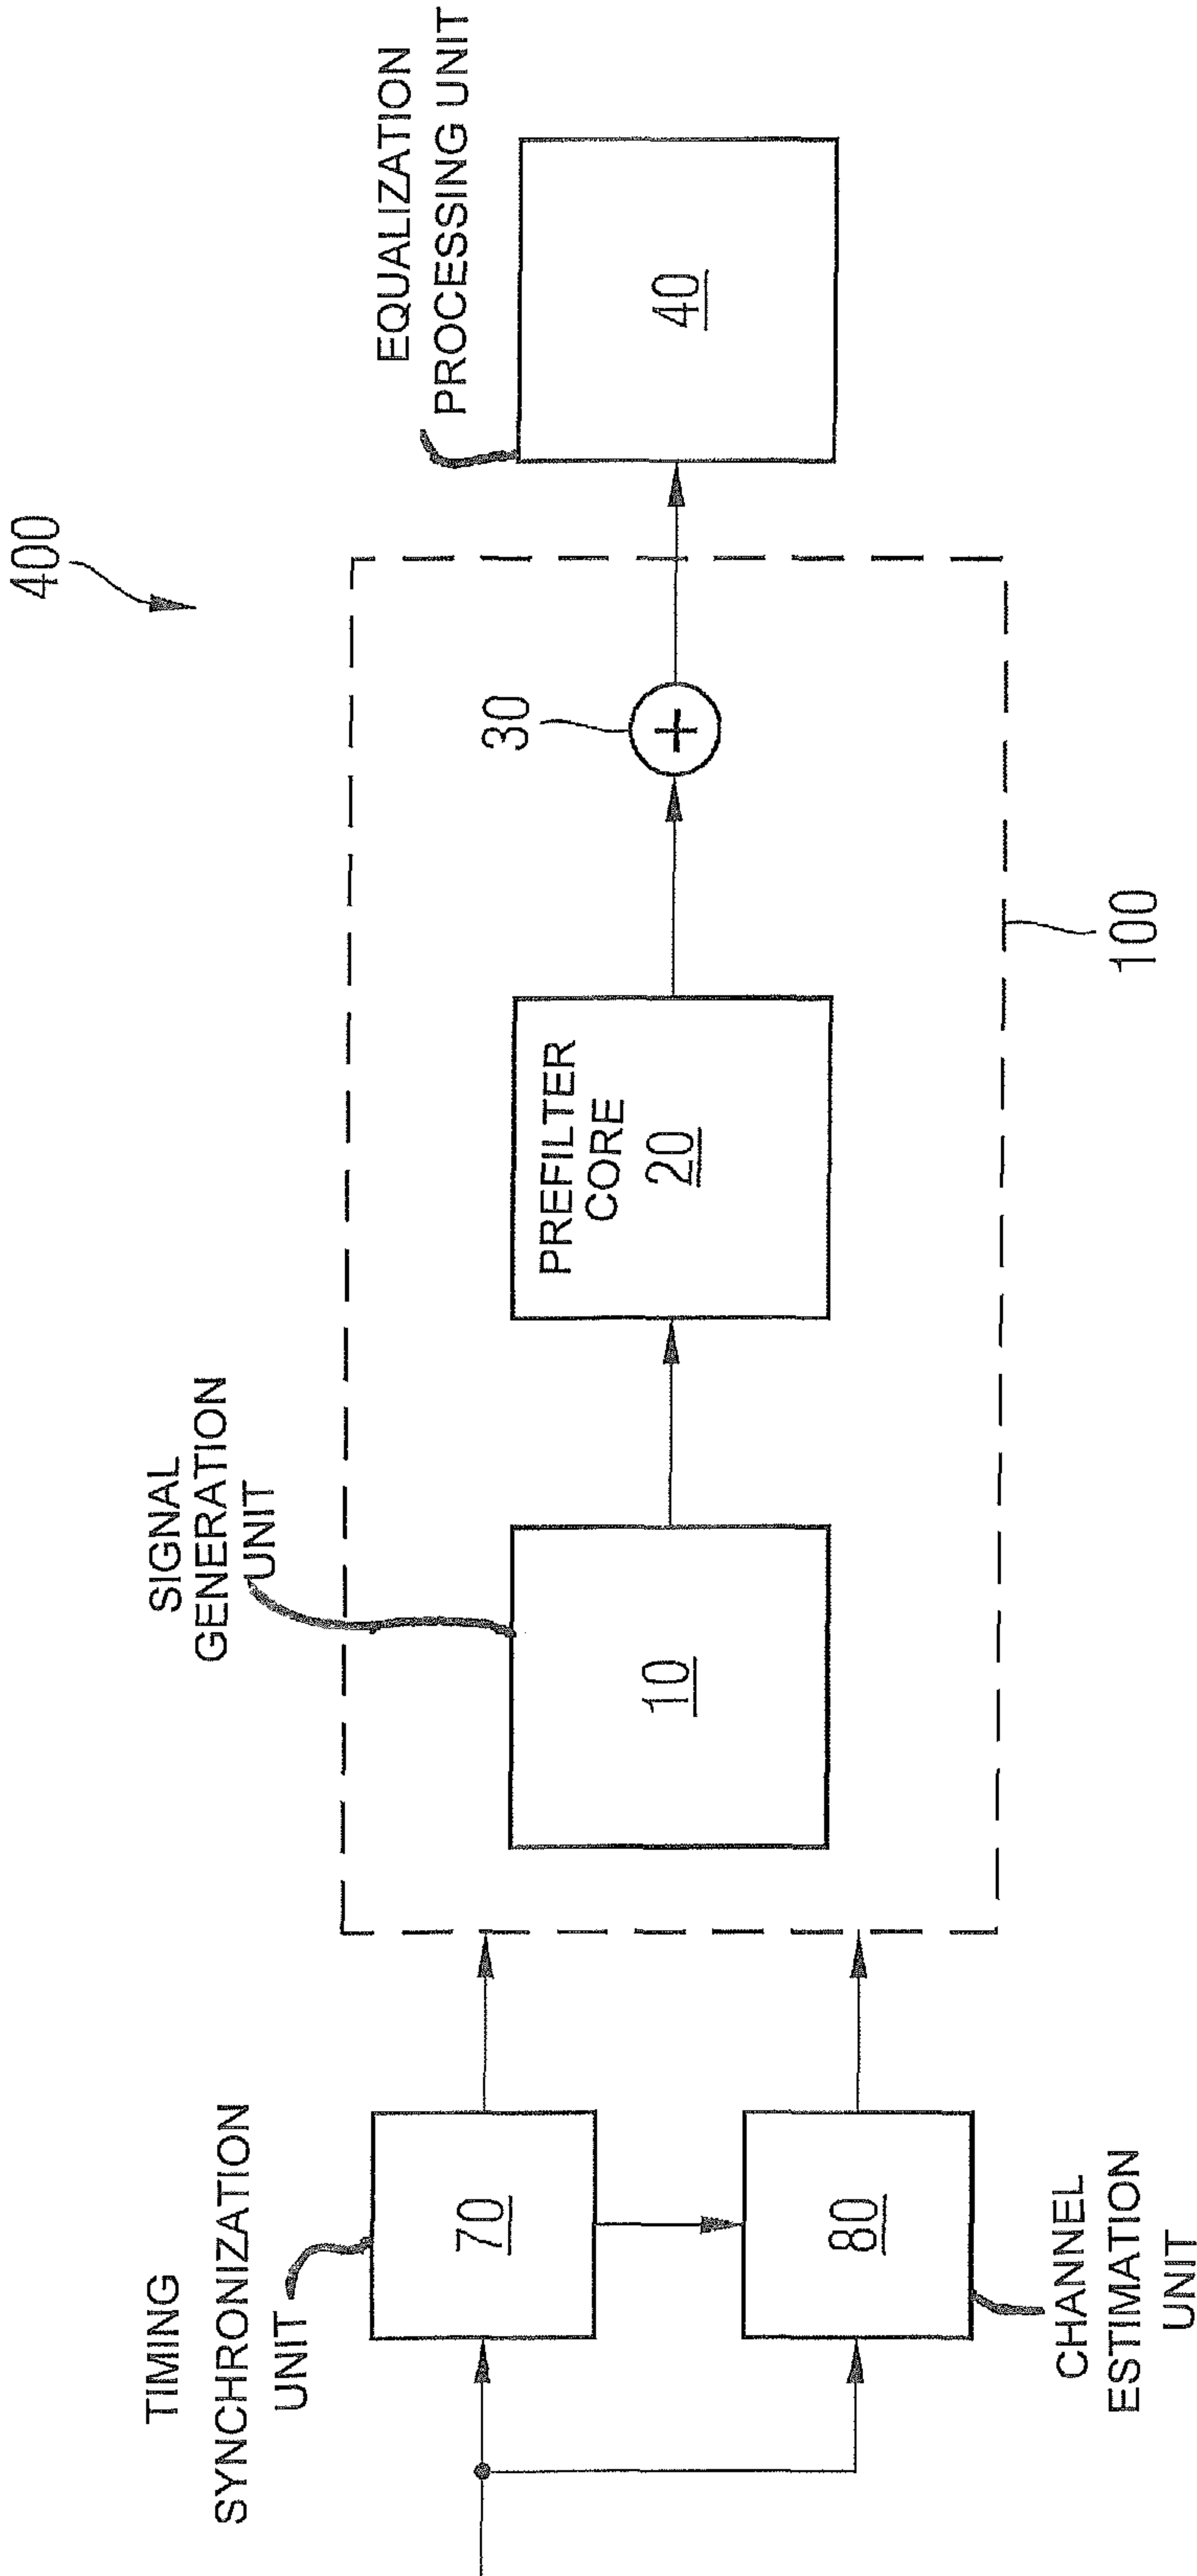 400
TIMING
SYNCHRONIZATION
UNIT
70
CHANNEL
ESTIMATION
UNIT
80
SIGNAL
GENERATION
UNIT
10
PREFILTER
CORE
20
30
+
100
EQUALIZATION
PROCESSING UNIT
40